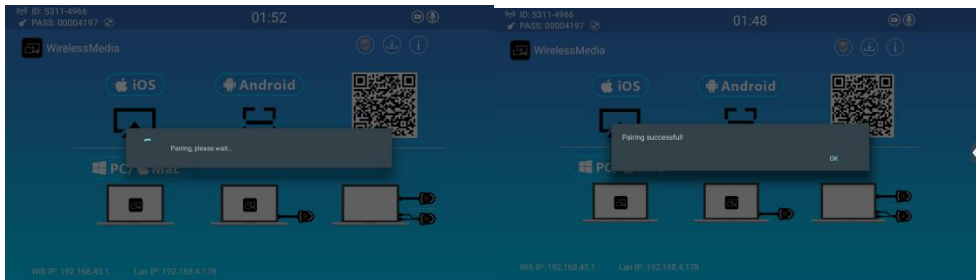 ID: S311-4966
PASS: 00004197
01:52
WirelessMedia
iOS
Android
Pairing, please wait...
PC/ Mac
Wifi IP: 192.168.43.1 Lan IP: 192.168.4.178
ID: S311-4966
PASS: 00004197
01:48
WirelessMedia
iOS
Android
Pairing successful!
OK
Wifi IP: 192.168.43.1 Lan IP: 192.168.4.178